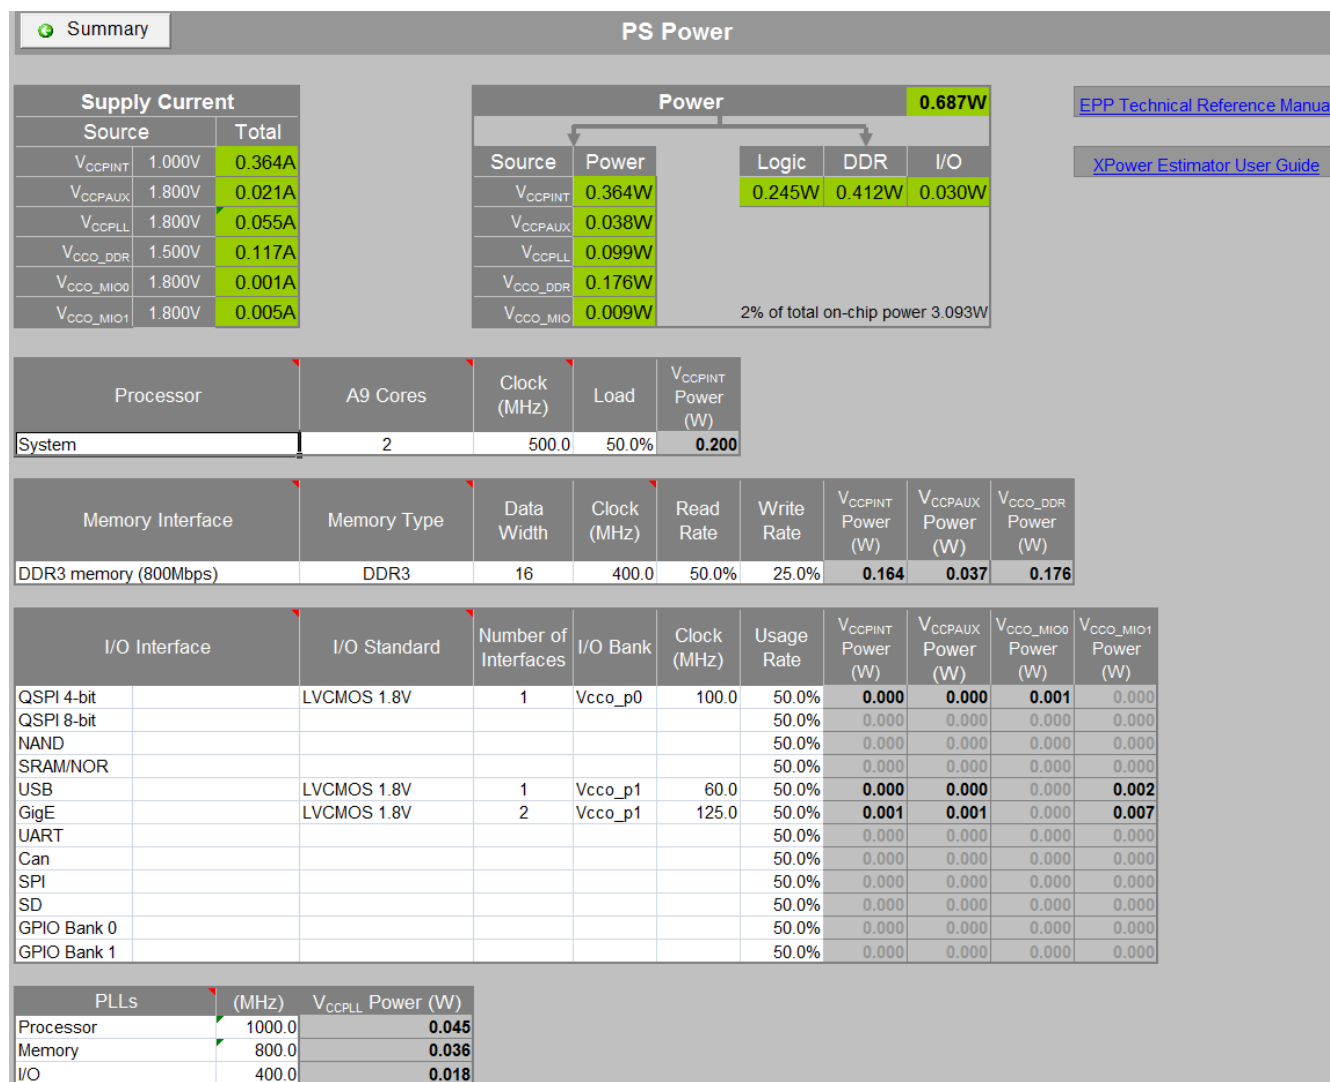 Summary
PS Power
Supply Current
Source Total
VCCPINT 1.000V 0.364A
VCCPAUX 1.800V 0.021A
VCCPLL 1.800V 0.055A
VCCO_DDR 1.500V 0.117A
VCCO_MIO0 1.800V 0.001A
VCCO_MIO1 1.800V 0.005A
Power 0.687W
Source Power
VCCPINT 0.364W
VCCPAUX 0.038W
VCCPLL 0.099W
VCCO_DDR 0.176W
VCCO_MIO 0.009W
Logic DDR I/O
0.245W 0.412W 0.030W
2% of total on-chip power 3.093W
EPP Technical Reference Manua
XPower Estimator User Guide
Processor A9 Cores Clock (MHz) Load VCCPINT Power (W)
System 2 500.0 50.0% 0.200
Memory Interface Memory Type Data Width Clock (MHz) Read Rate Write Rate VCCPINT Power (W) VCCPAUX Power (W) VCCO_DDR Power (W)
DDR3 memory (800Mbps) DDR3 16 400.0 50.0% 25.0% 0.164 0.037 0.176
I/O Interface I/O Standard Number of Interfaces I/O Bank Clock (MHz) Usage Rate VCCPINT Power (W) VCCPAUX Power (W) VCCO_MIO0 Power (W) VCCO_MIO1 Power (W)
QSPI 4-bit LVCMOS 1.8V 1 Vcco_p0 100.0 50.0% 0.000 0.000 0.001 0.000
QSPI 8-bit 50.0% 0.000 0.000 0.000 0.000
NAND 50.0% 0.000 0.000 0.000 0.000
SRAM/NOR 50.0% 0.000 0.000 0.000 0.000
USB LVCMOS 1.8V 1 Vcco_p1 60.0 50.0% 0.000 0.000 0.000 0.002
GigE LVCMOS 1.8V 2 Vcco_p1 125.0 50.0% 0.001 0.001 0.000 0.007
UART 50.0% 0.000 0.000 0.000 0.000
Can 50.0% 0.000 0.000 0.000 0.000
SPI 50.0% 0.000 0.000 0.000 0.000
SD 50.0% 0.000 0.000 0.000 0.000
GPIO Bank 0 50.0% 0.000 0.000 0.000 0.000
GPIO Bank 1 50.0% 0.000 0.000 0.000 0.000
PLLs (MHz) VCCPLL Power (W)
Processor 1000.0 0.045
Memory 800.0 0.036
I/O 400.0 0.018